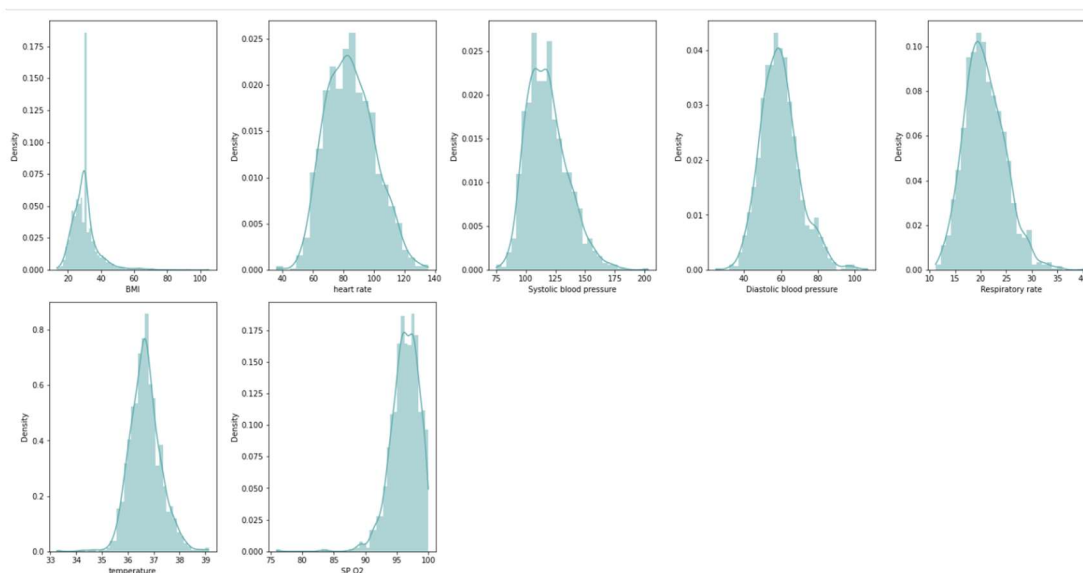 0.175
0.150
0.125
0.100
0.075
0.050
0.025
0.000
Density
20 40 60 80 100
BMI
0.025
0.020
0.015
0.010
0.005
0.000
Density
40 60 80 100 120 140
heart rate
0.025
0.020
0.015
0.010
0.005
0.000
Density
75 100 125 150 175 200
Systolic blood pressure
0.04
0.03
0.02
0.01
0.00
Density
40 60 80 100
Diastolic blood pressure
0.10
0.08
0.06
0.04
0.02
0.00
Density
10 15 20 25 30 35 40
Respiratory rate
0.8
0.6
0.4
0.2
0.0
Density
33 34 35 36 37 38 39
temperature
0.175
0.150
0.125
0.100
0.075
0.050
0.025
0.000
Density
75 80 85 90 95 100
SP O2